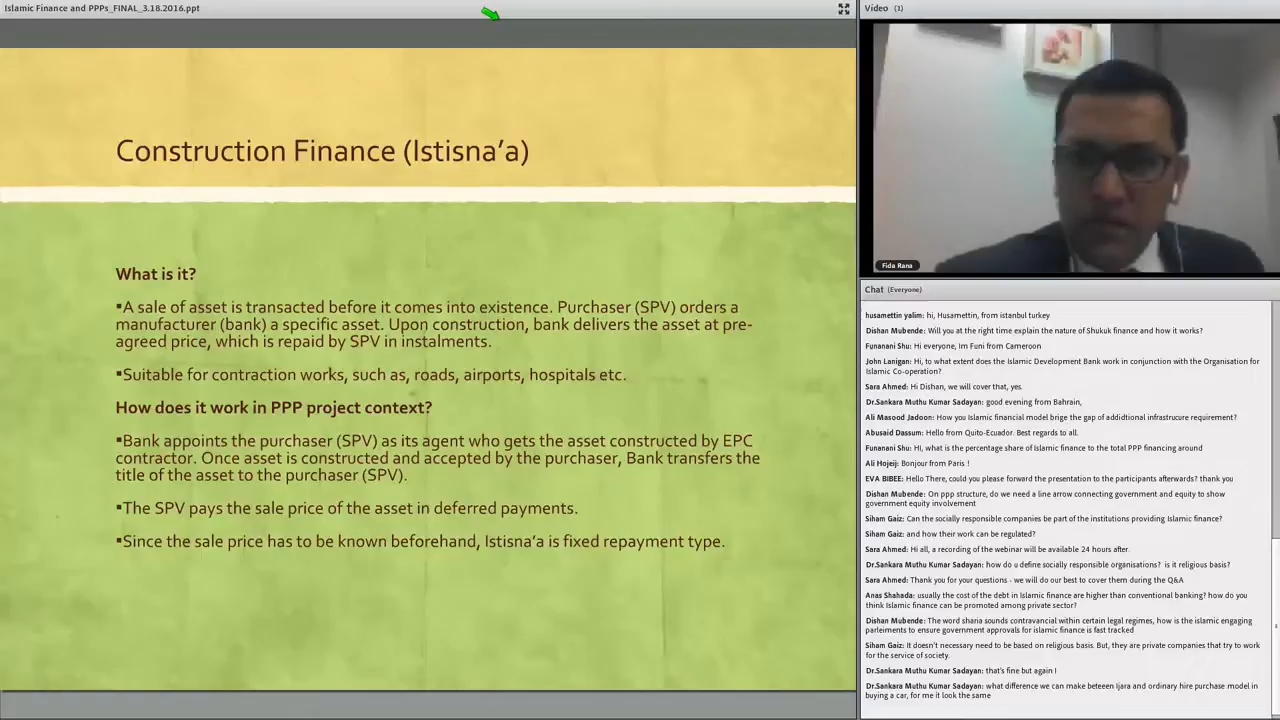 Islamic Finance and PPPs_FINAL_3.18.2016.ppt
Construction Finance (Istisna’a)
What is it?
▪A sale of asset is transacted before it comes into existence. Purchaser (SPV) orders a
manufacturer (bank) a specific asset. Upon construction, bank delivers the asset at pre-
agreed price, which is repaid by SPV in instalments.
▪Suitable for contraction works, such as, roads, airports, hospitals etc.
How does it work in PPP project context?
▪Bank appoints the purchaser (SPV) as its agent who gets the asset constructed by EPC
contractor. Once asset is constructed and accepted by the purchaser, Bank transfers the
title of the asset to the purchaser (SPV).
▪The SPV pays the sale price of the asset in deferred payments.
▪Since the sale price has to be known beforehand, Istisna’a is fixed repayment type.
Video (1)
Fida Rana
Chat (Everyone)
husamettin yalim: hi, Husamettin, from istanbul turkey
Dishan Mubende: Will you at the right time explain the nature of Shukuk finance and how it works?
Funanani Shu: Hi everyone, Im Funi from Cameroon
John Lanigan: Hi, to what extent does the Islamic Development Bank work in conjunction with the Organisation for
Islamic Co-operation?
Sara Ahmed: Hi Dishan, we will cover that, yes.
Dr.Sankara Muthu Kumar Sadayan: good evening from Bahrain,
Ali Masood Jadoon: How you Islamic financial model brige the gap of addidtional infrastrucure requirement?
Abusaid Dassum: Hello from Quito-Ecuador. Best regards to all.
Funanani Shu: Hi, what is the percentage share of Islamic finance to the total PPP financing around
Ali Hojeij: Bonjour from Paris !
EVA BIBEE: Hello There, could you please forward the presentation to the participants afterwards? thank you
Dishan Mubende: On ppp structure, do we need a line arrow connecting government and equity to show
government equity involvement
Siham Gaiz: Can the socially responsible companies be part of the institutions providing Islamic finance?
Siham Gaiz: and how their work can be regulated?
Sara Ahmed: Hi all, a recording of the webinar will be available 24 hours after.
Dr.Sankara Muthu Kumar Sadayan: how do u define socially responsible organisations? is it religious basis?
Sara Ahmed: Thank you for your questions - we will do our best to cover them during the Q&A
Anas Shahada: usually the cost of the debt in Islamic finance are higher than conventional banking? how do you
think Islamic finance can be promoted among private sector?
Dishan Mubende: The word sharia sounds contravancial within certain legal regimes, how is the islamic engaging
parleiments to ensure government approvals for islamic finance is fast tracked
Siham Gaiz: It doesn't necessary need to be based on religious basis. But, they are private companies that try to work
for the service of society.
Dr.Sankara Muthu Kumar Sadayan: that's fine but again !
Dr.Sankara Muthu Kumar Sadayan: what difference we can make beteeen Ijara and ordinary hire purchase model in
buying a car, for me it look the same